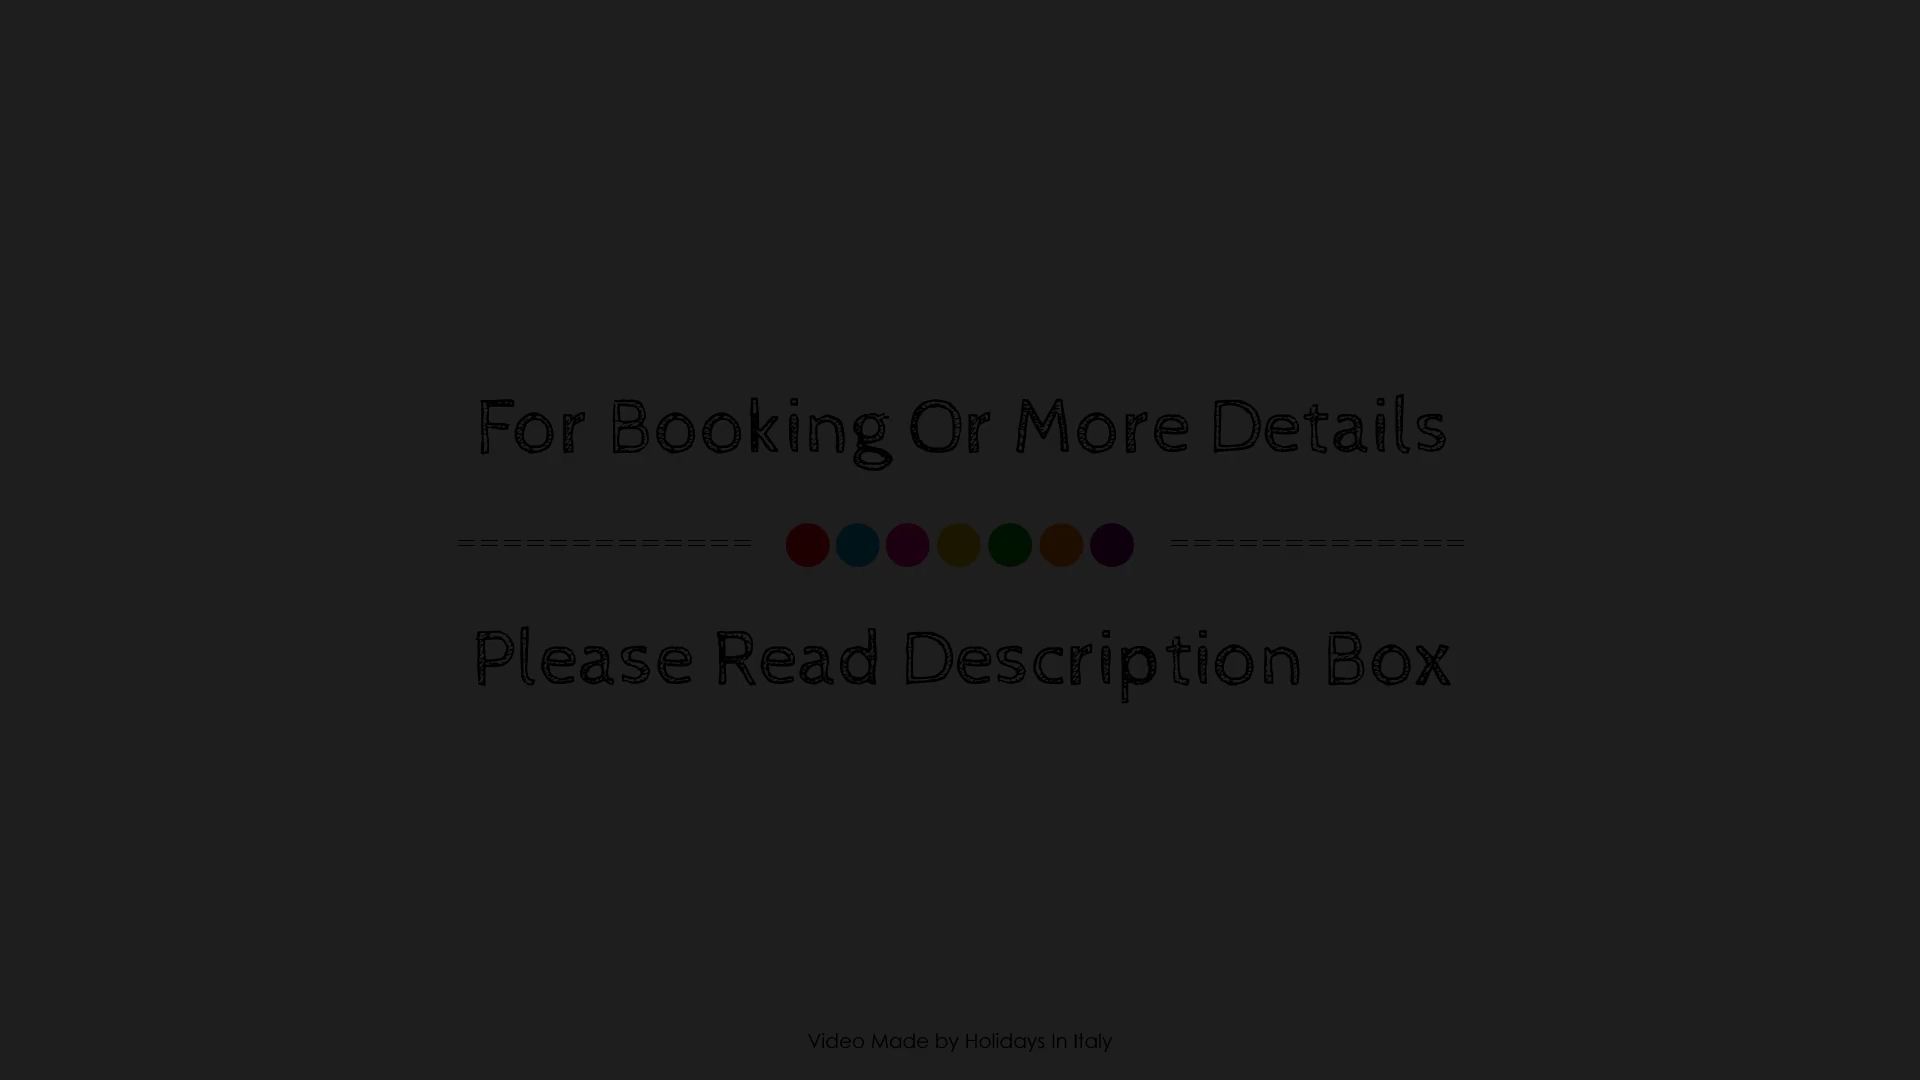 For Booking Or More Details
============= =============
Please Read Description Box
Video Made by Holidays In Italy